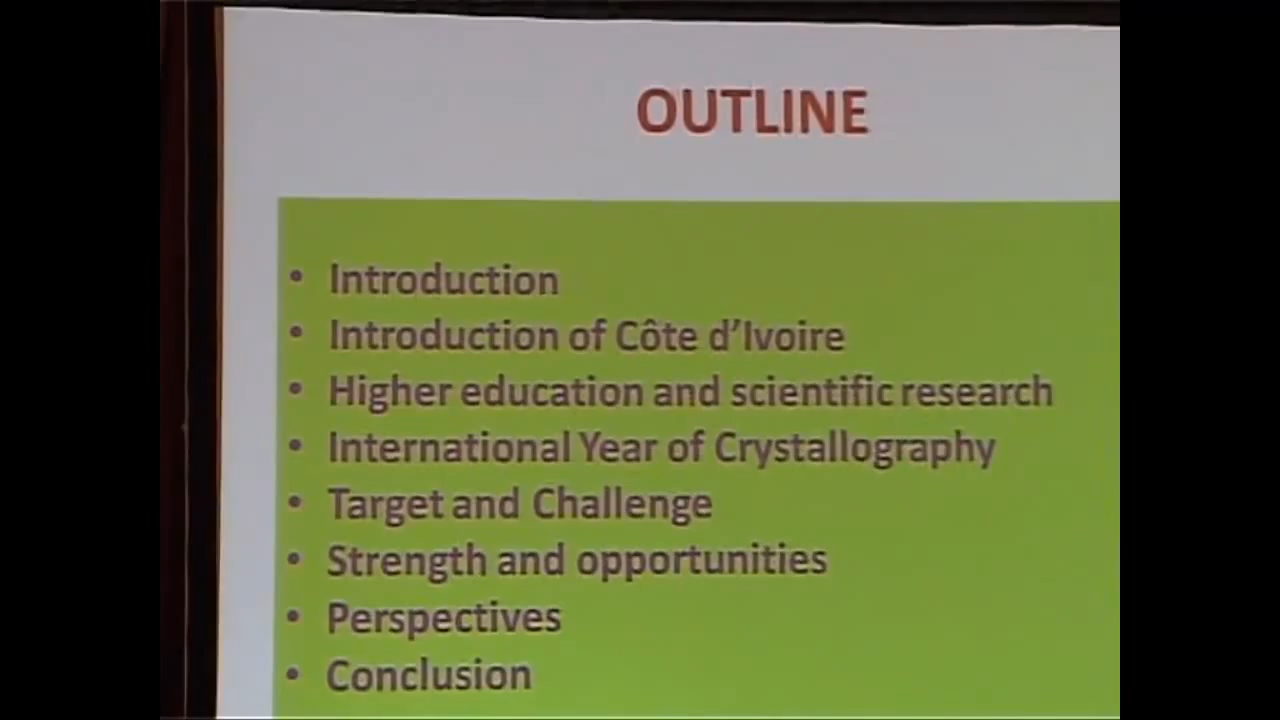 OUTLINE
• Introduction
• Introduction of Côte d’Ivoire
• Higher education and scientific research
• International Year of Crystallography
• Target and Challenge
• Strength and opportunities
• Perspectives
• Conclusion